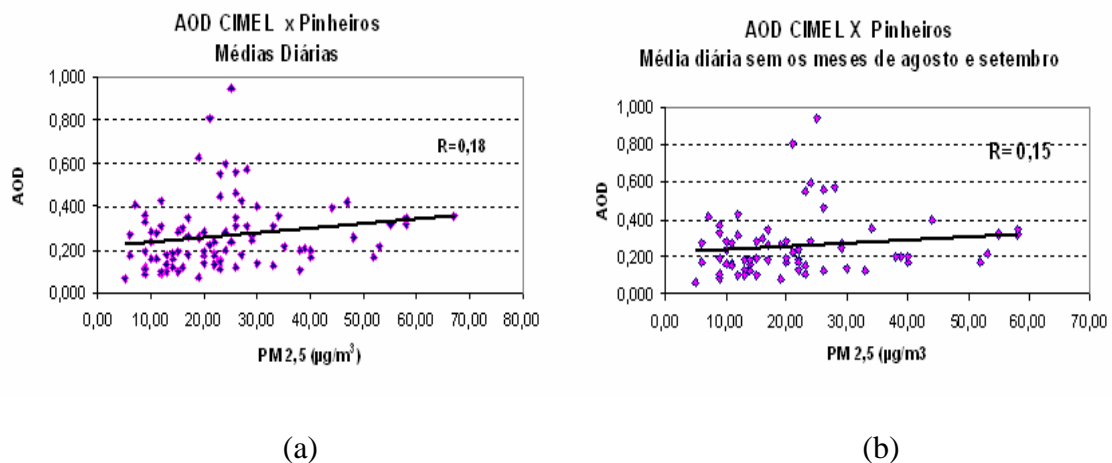 AOD CIMEL x Pinheiros
Médias Diárias
1,000
0,800
0,600
0,400
0,200
0,000
AOD
R=0,18
0,00 10,00 20,00 30,00 40,00 50,00 60,00 70,00 80,00
PM 2,5 (µg/m³)
(a)
AOD CIMEL X Pinheiros
Média diária sem os meses de agosto e setembro
1,000
0,800
0,600
0,400
0,200
0,000
AOD
R= 0,15
0,00 10,00 20,00 30,00 40,00 50,00 60,00 70,00
PM 2,5 (µg/m3
(b)